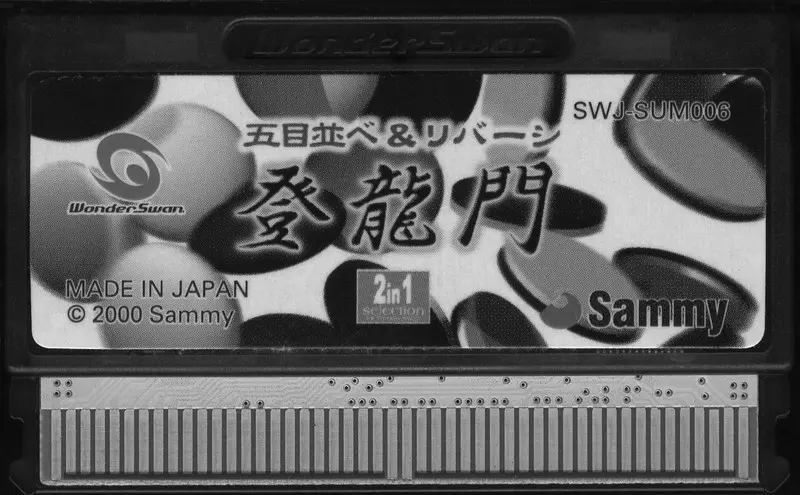 WonderSwan
SWJ-SUM006
五目並べ&リバーシ
WonderSwan
登龍門
MADE IN JAPAN
© 2000 Sammy
2in1
selection
Sammy